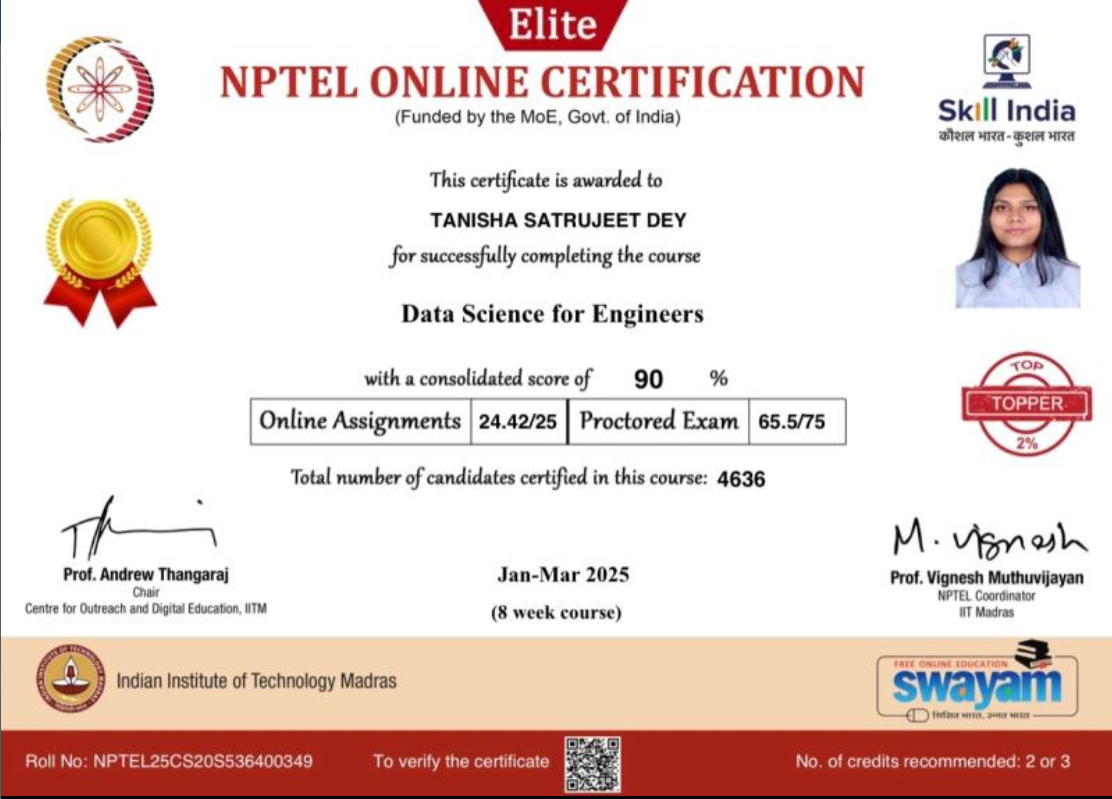 Elite
NPTEL ONLINE CERTIFICATION
(Funded by the MoE, Govt. of India)
Skill India
कौशल भारत - कुशल भारत
This certificate is awarded to
TANISHA SATRUJEET DEY
for successfully completing the course
Data Science for Engineers
with a consolidated score of 90 %
Online Assignments 24.42/25 Proctored Exam 65.5/75
TOP
TOPPER
2%
Total number of candidates certified in this course: 4636
M. Vignesh
Prof. Andrew Thangaraj
Chair
Centre for Outreach and Digital Education, IITM
Jan-Mar 2025
(8 week course)
Prof. Vignesh Muthuvijayan
NPTEL Coordinator
IIT Madras
INDIAN INSTITUTE OF TECHNOLOGY MADRAS
Indian Institute of Technology Madras
FREE ONLINE EDUCATION
swayam
शिक्षित भारत, उन्नत भारत
Roll No: NPTEL25CS20S536400349
To verify the certificate
No. of credits recommended: 2 or 3